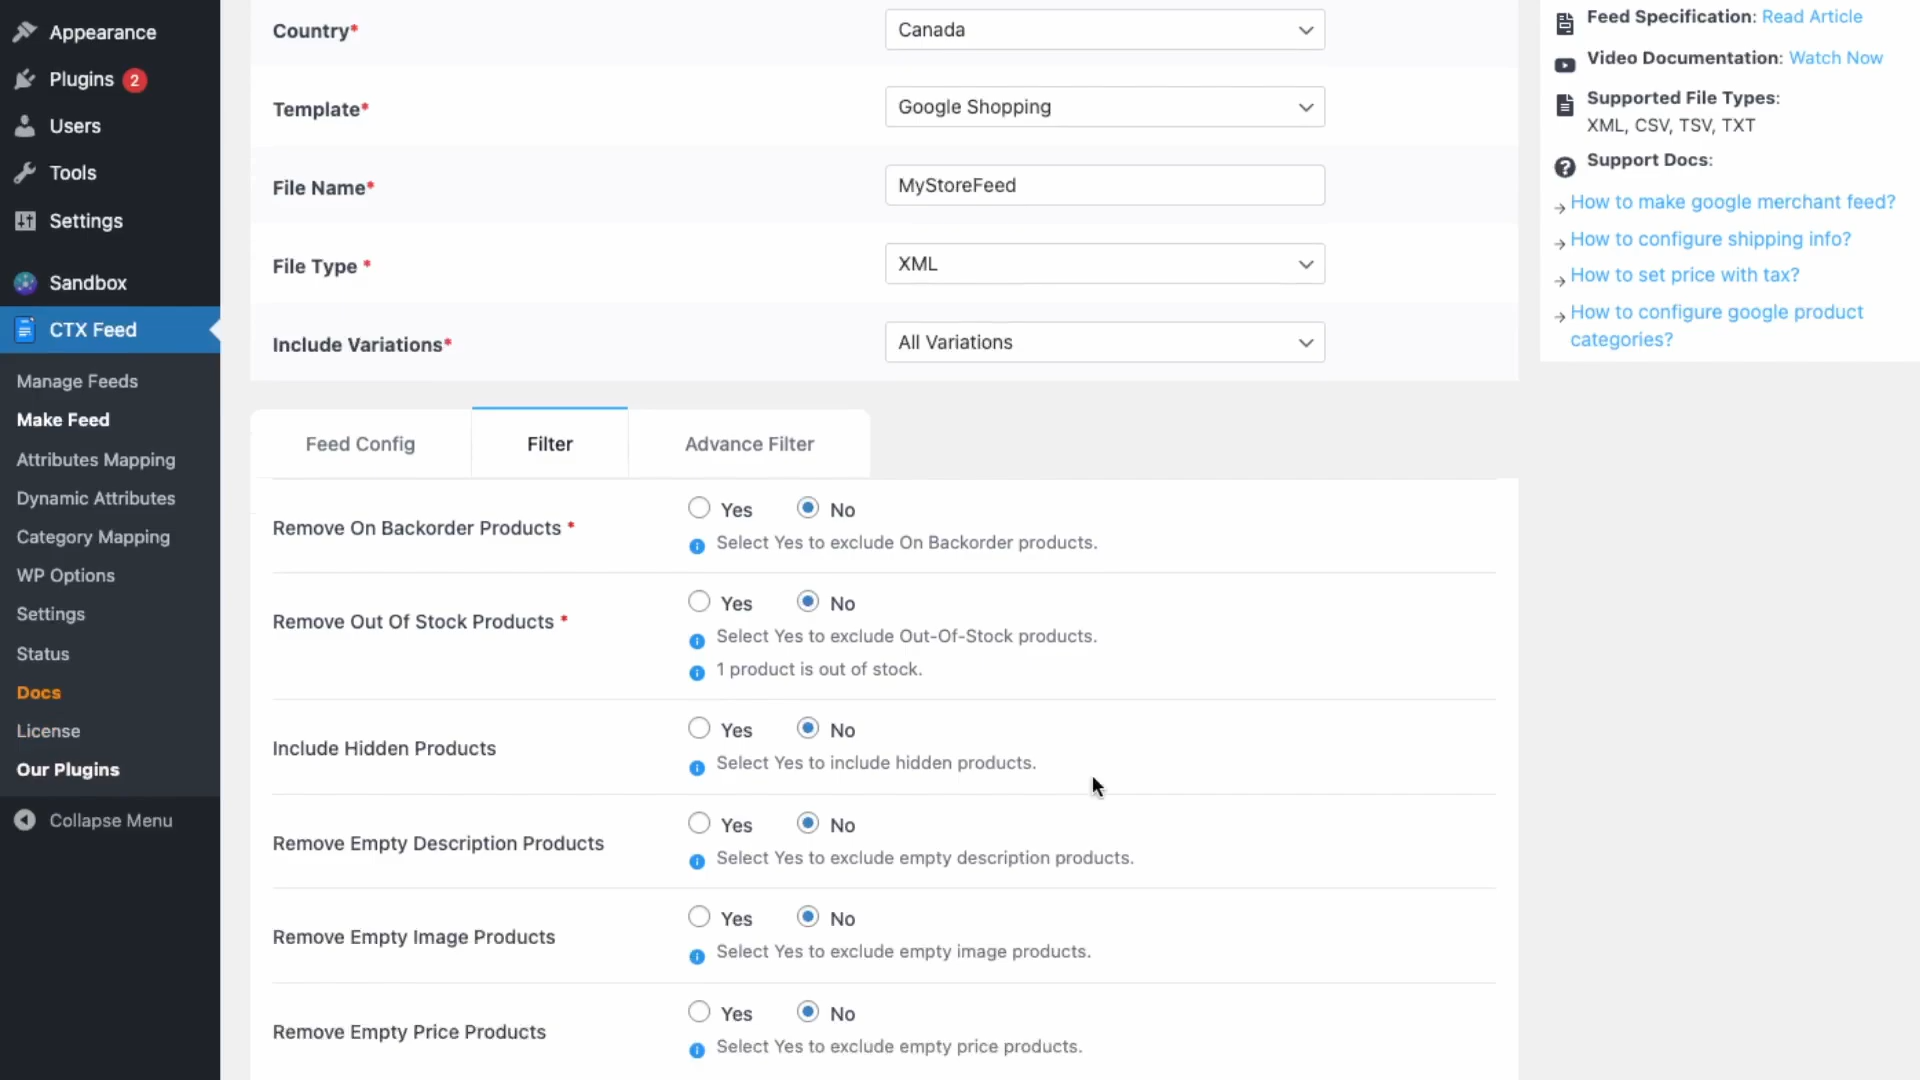 Appearance
Plugins 2
Users
Tools
Settings
Sandbox
CTX Feed
Manage Feeds
Make Feed
Attributes Mapping
Dynamic Attributes
Category Mapping
WP Options
Settings
Status
Docs
License
Our Plugins
Collapse Menu
Country*
Canada
Template*
Google Shopping
File Name*
MyStoreFeed
File Type *
XML
Include Variations*
All Variations
Feed Config
Filter
Advance Filter
Remove On Backorder Products *
Yes No
Select Yes to exclude On Backorder products.
Remove Out Of Stock Products *
Yes No
Select Yes to exclude Out-Of-Stock products.
1 product is out of stock.
Include Hidden Products
Yes No
Select Yes to include hidden products.
Remove Empty Description Products
Yes No
Select Yes to exclude empty description products.
Remove Empty Image Products
Yes No
Select Yes to exclude empty image products.
Remove Empty Price Products
Yes No
Select Yes to exclude empty price products.
Feed Specification: Read Article
Video Documentation: Watch Now
Supported File Types:
XML, CSV, TSV, TXT
Support Docs:
How to make google merchant feed?
How to configure shipping info?
How to set price with tax?
How to configure google product
categories?